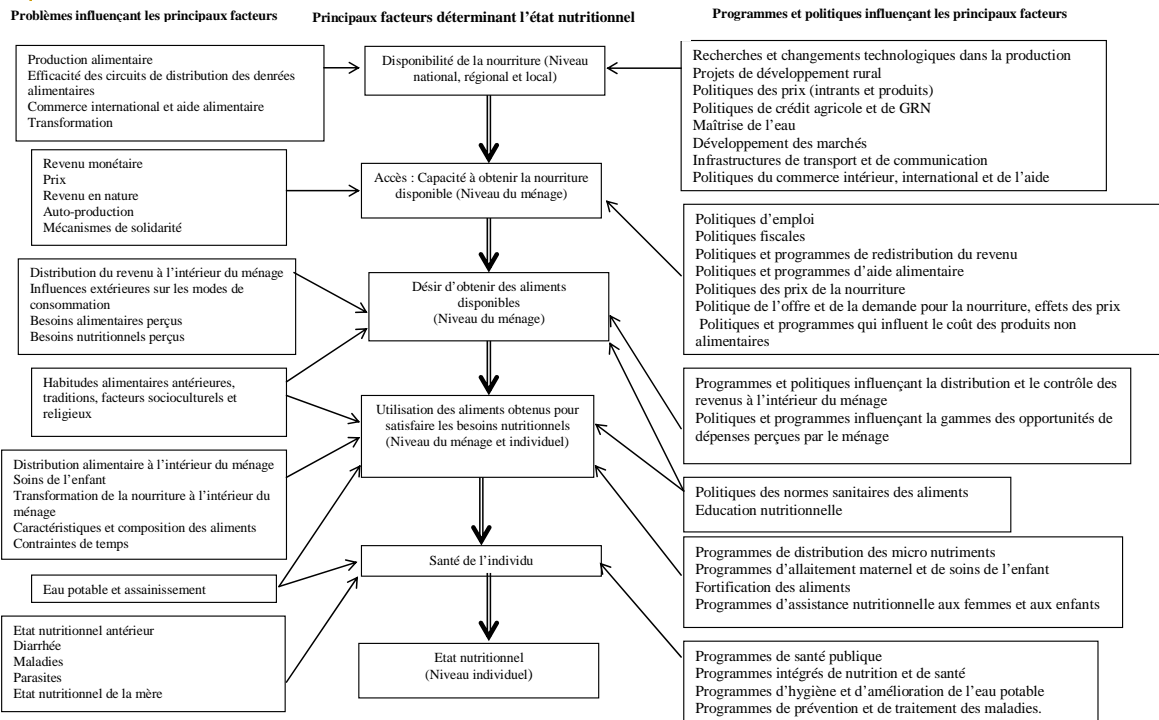 Problèmes influençant les principaux facteurs
Principaux facteurs déterminant l'état nutritionnel
Programmes et politiques influençant les principaux facteurs
Production alimentaire
Efficacité des circuits de distribution des denrées
alimentaires
Commerce international et aide alimentaire
Transformation
Disponibilité de la nourriture (Niveau
national, régional et local)
Recherches et changements technologiques dans la production
Projets de développement rural
Politiques des prix (intrants et produits)
Politiques de crédit agricole et de GRN
Maîtrise de l'eau
Développement des marchés
Infrastructures de transport et de communication
Politiques du commerce intérieur, international et de l'aide
Revenu monétaire
Prix
Revenu en nature
Auto-production
Mécanismes de solidarité
Accès : Capacité à obtenir la nourriture
disponible (Niveau du ménage)
Politiques d'emploi
Politiques fiscales
Politiques et programmes de redistribution du revenu
Politiques et programmes d'aide alimentaire
Politiques des prix de la nourriture
Politique de l'offre et de la demande pour la nourriture, effets des prix
Politiques et programmes qui influent le coût des produits non
alimentaires
Distribution du revenu à l'intérieur du ménage
Influences extérieures sur les modes de
consommation
Besoins alimentaires perçus
Besoins nutritionnels perçus
Désir d'obtenir des aliments
disponibles
(Niveau du ménage)
Habitudes alimentaires antérieures,
traditions, facteurs socioculturels et
religieux
Programmes et politiques influençant la distribution et le contrôle des
revenus à l'intérieur du ménage
Politiques et programmes influençant la gammes des opportunités de
dépenses perçues par le ménage
Utilisation des aliments obtenus pour
satisfaire les besoins nutritionnels
(Niveau du ménage et individuel)
Distribution alimentaire à l'intérieur du ménage
Soins de l'enfant
Transformation de la nourriture à l'intérieur du
ménage
Caractéristiques et composition des aliments
Contraintes de temps
Politiques des normes sanitaires des aliments
Education nutritionnelle
Eau potable et assainissement
Santé de l'individu
Programmes de distribution des micro nutriments
Programmes d'allaitement maternel et de soins de l'enfant
Fortification des aliments
Programmes d'assistance nutritionnelle aux femmes et aux enfants
Etat nutritionnel antérieur
Diarrhée
Maladies
Parasites
Etat nutritionnel de la mère
Etat nutritionnel
(Niveau individuel)
Programmes de santé publique
Programmes intégrés de nutrition et de santé
Programmes d'hygiène et d'amélioration de l'eau potable
Programmes de prévention et de traitement des maladies.